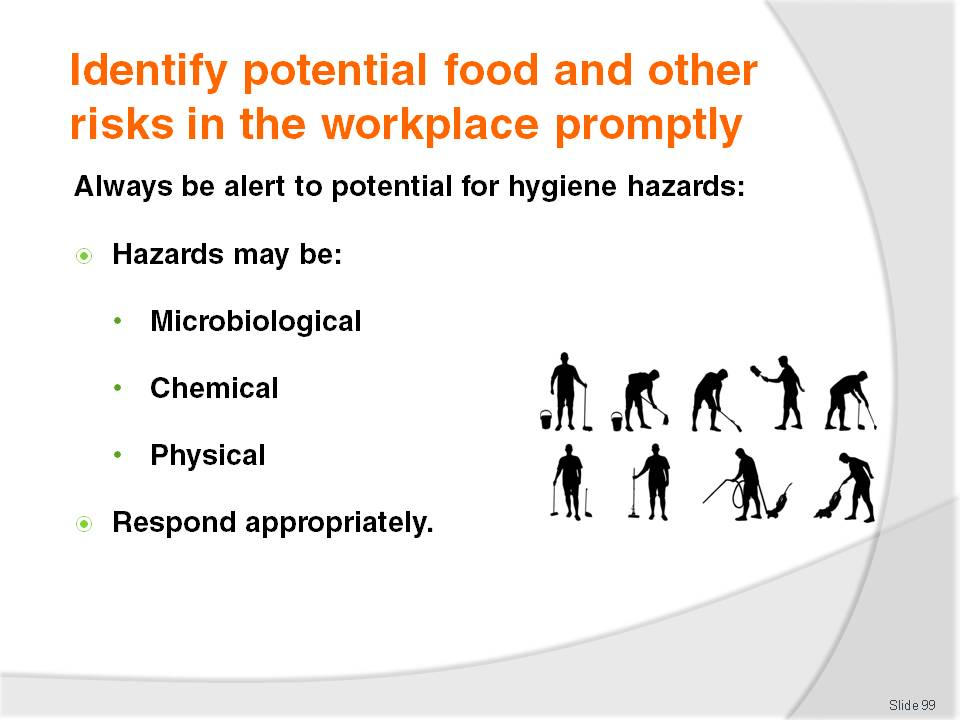 Identify potential food and other
risks in the workplace promptly
Always be alert to potential for hygiene hazards:
Hazards may be:
• Microbiological
• Chemical
• Physical
Respond appropriately.
Slide 99